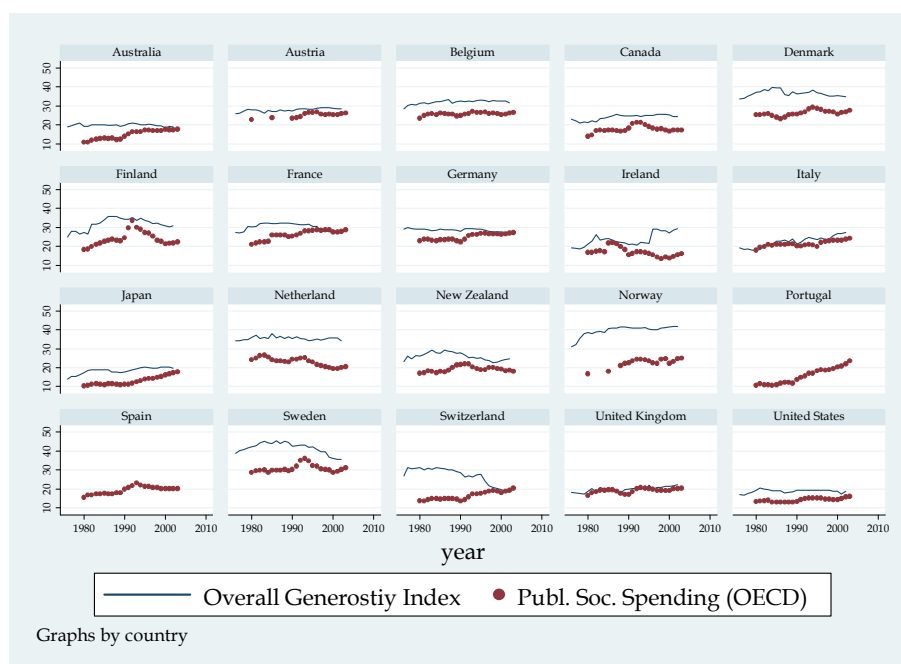 Australia Austria Belgium Canada Denmark
50
40
30
20
10
Finland France Germany Ireland Italy
50
40
30
20
10
Japan Netherland New Zealand Norway Portugal
50
40
30
20
10
Spain Sweden Switzerland United Kingdom United States
50
40
30
20
10
1980 1990 2000 2010 1980 1990 2000 2010 1980 1990 2000 2010 1980 1990 2000 2010 1980 1990 2000 2010
year
Overall Generostiy Index Publ. Soc. Spending (OECD)
Graphs by country